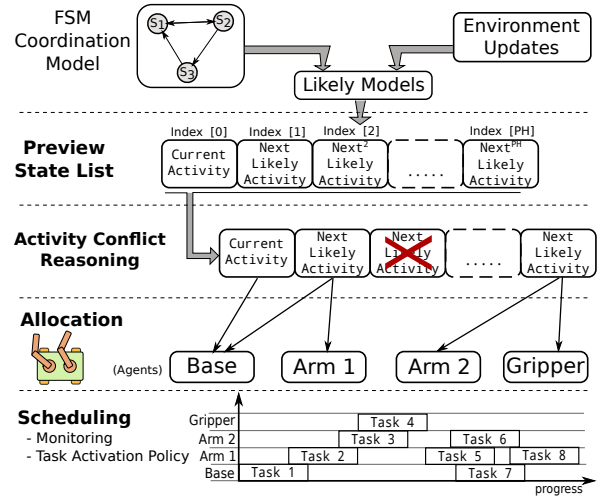 FSM
Coordination
Model
S1
S2
S3
Environment
Updates
Likely Models
Preview
State List
Index [0]
Index [1]
Index [2]
Index [PH]
Current
Activity
Next
Likely
Activity
Next2
Likely
Activity
.....
NextPH
Likely
Activity
Activity Conflict
Reasoning
Current
Activity
Next
Likely
Activity
Next
Likely
Activity
.....
Next
Likely
Activity
Allocation
(Agents)
Base
Arm 1
Arm 2
Gripper
Scheduling
- Monitoring
- Task Activation Policy
Gripper
Arm 2
Arm 1
Base
Task 4
Task 3
Task 6
Task 2
Task 5
Task 8
Task 1
Task 7
progress